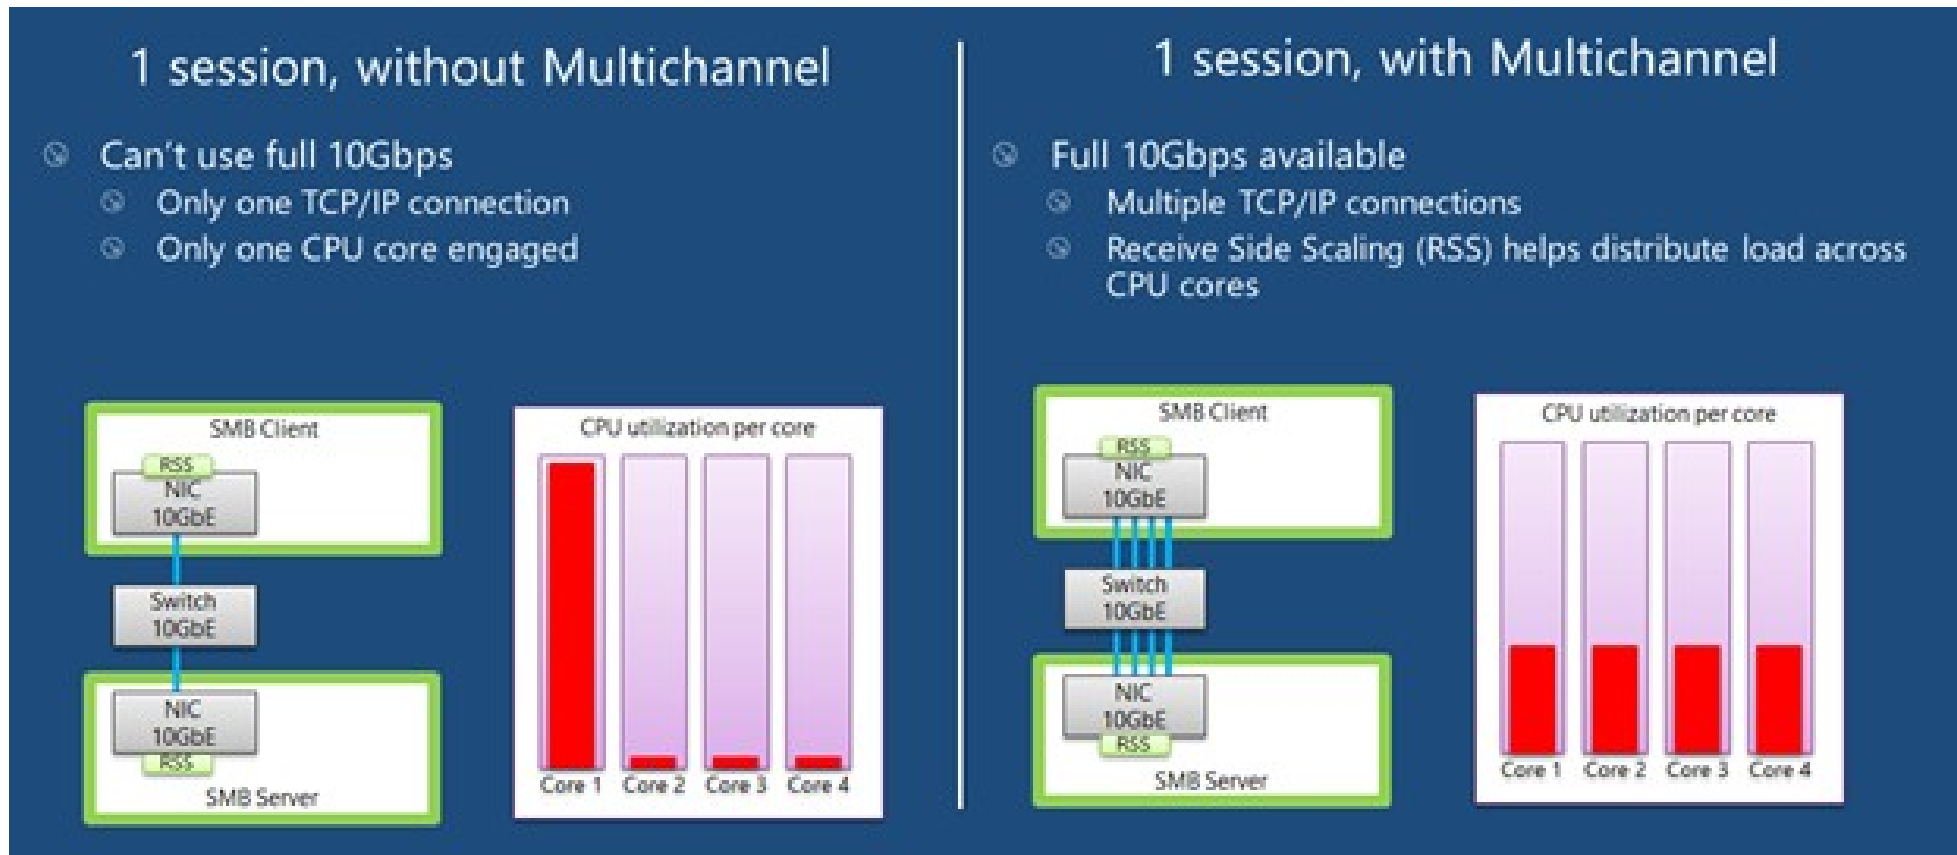 1 session, without Multichannel
Can't use full 10Gbps
Only one TCP/IP connection
Only one CPU core engaged
SMB Client
RSS
NIC
10GbE
Switch
10GbE
NIC
10GbE
RSS
SMB Server
CPU utilization per core
Core 1 Core 2 Core 3 Core 4
1 session, with Multichannel
Full 10Gbps available
Multiple TCP/IP connections
Receive Side Scaling (RSS) helps distribute load across
CPU cores
SMB Client
RSS
NIC
10GbE
Switch
10GbE
NIC
10GbE
RSS
SMB Server
CPU utilization per core
Core 1 Core 2 Core 3 Core 4